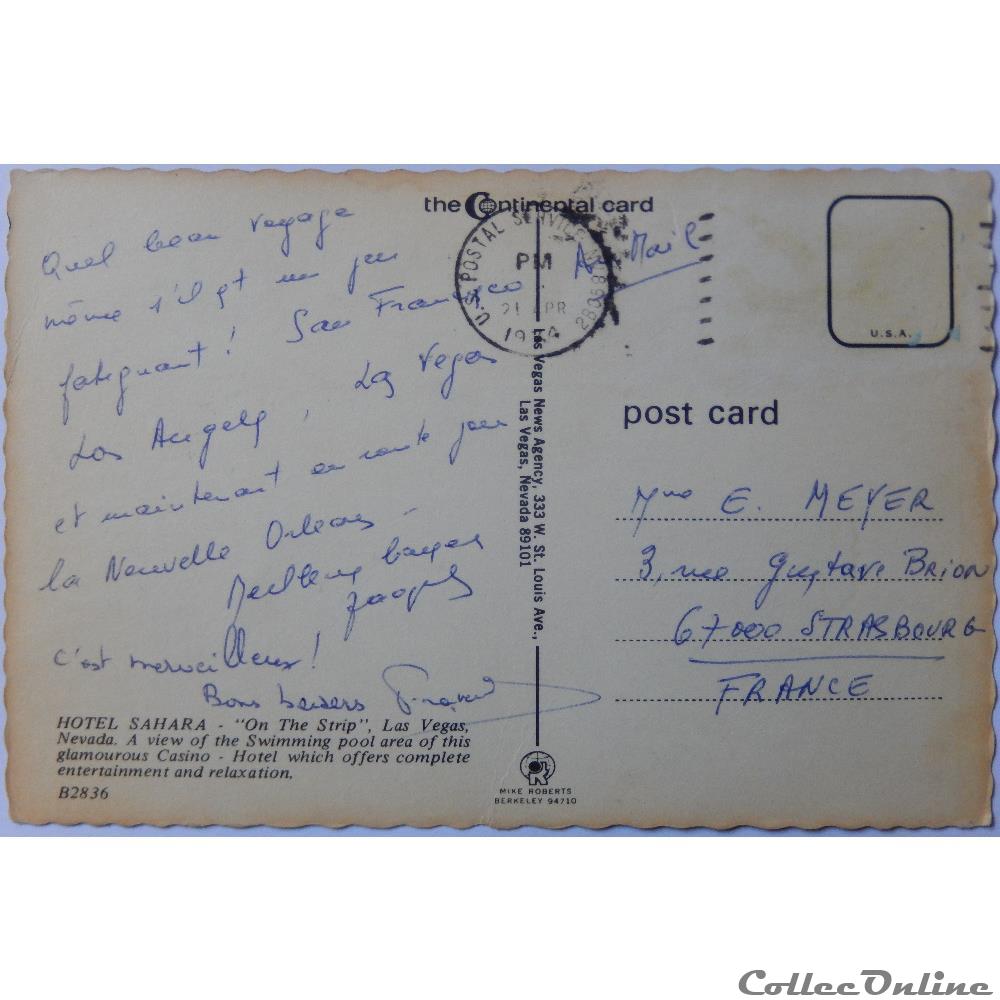 the Continental card
Quel beau voyage
même s'il est un peu
fatiguant! San Francisco
Los Angeles, Las Vegas
et maintenant en route pour
la Nouvelle Orléans.
Meilleurs baisers
Jacques
c'est merveilleux!
Bons baisers
HOTEL SAHARA - "On The Strip", Las Vegas,
Nevada. A view of the Swimming pool area of this
glamourous Casino - Hotel which offers complete
entertainment and relaxation.
B2836
U.S. POSTAL SERVICE
PM
21 APR
Air Mail
U.S.A.
Las Vegas News Agency, 333 W. St. Louis Ave.,
Las Vegas, Nevada 89101
post card
Mme E. MEYER
3, rue Gustave BRION
67000 STRASBOURG
FRANCE
MIKE ROBERTS
BERKELEY 94710
CollecOnline